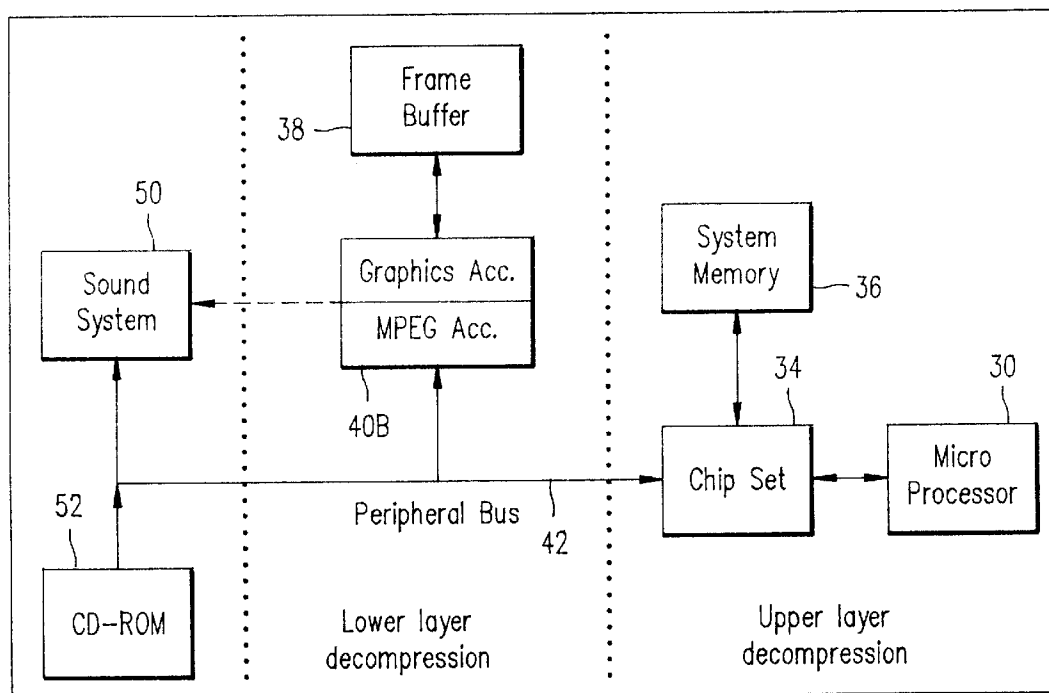 Frame
Buffer
38
50
Sound
System
Graphics Acc.
MPEG Acc.
40B
System
Memory
36
34
30
Chip Set
Micro
Processor
Peripheral Bus
42
52
CD-ROM
Lower layer
decompression
Upper layer
decompression